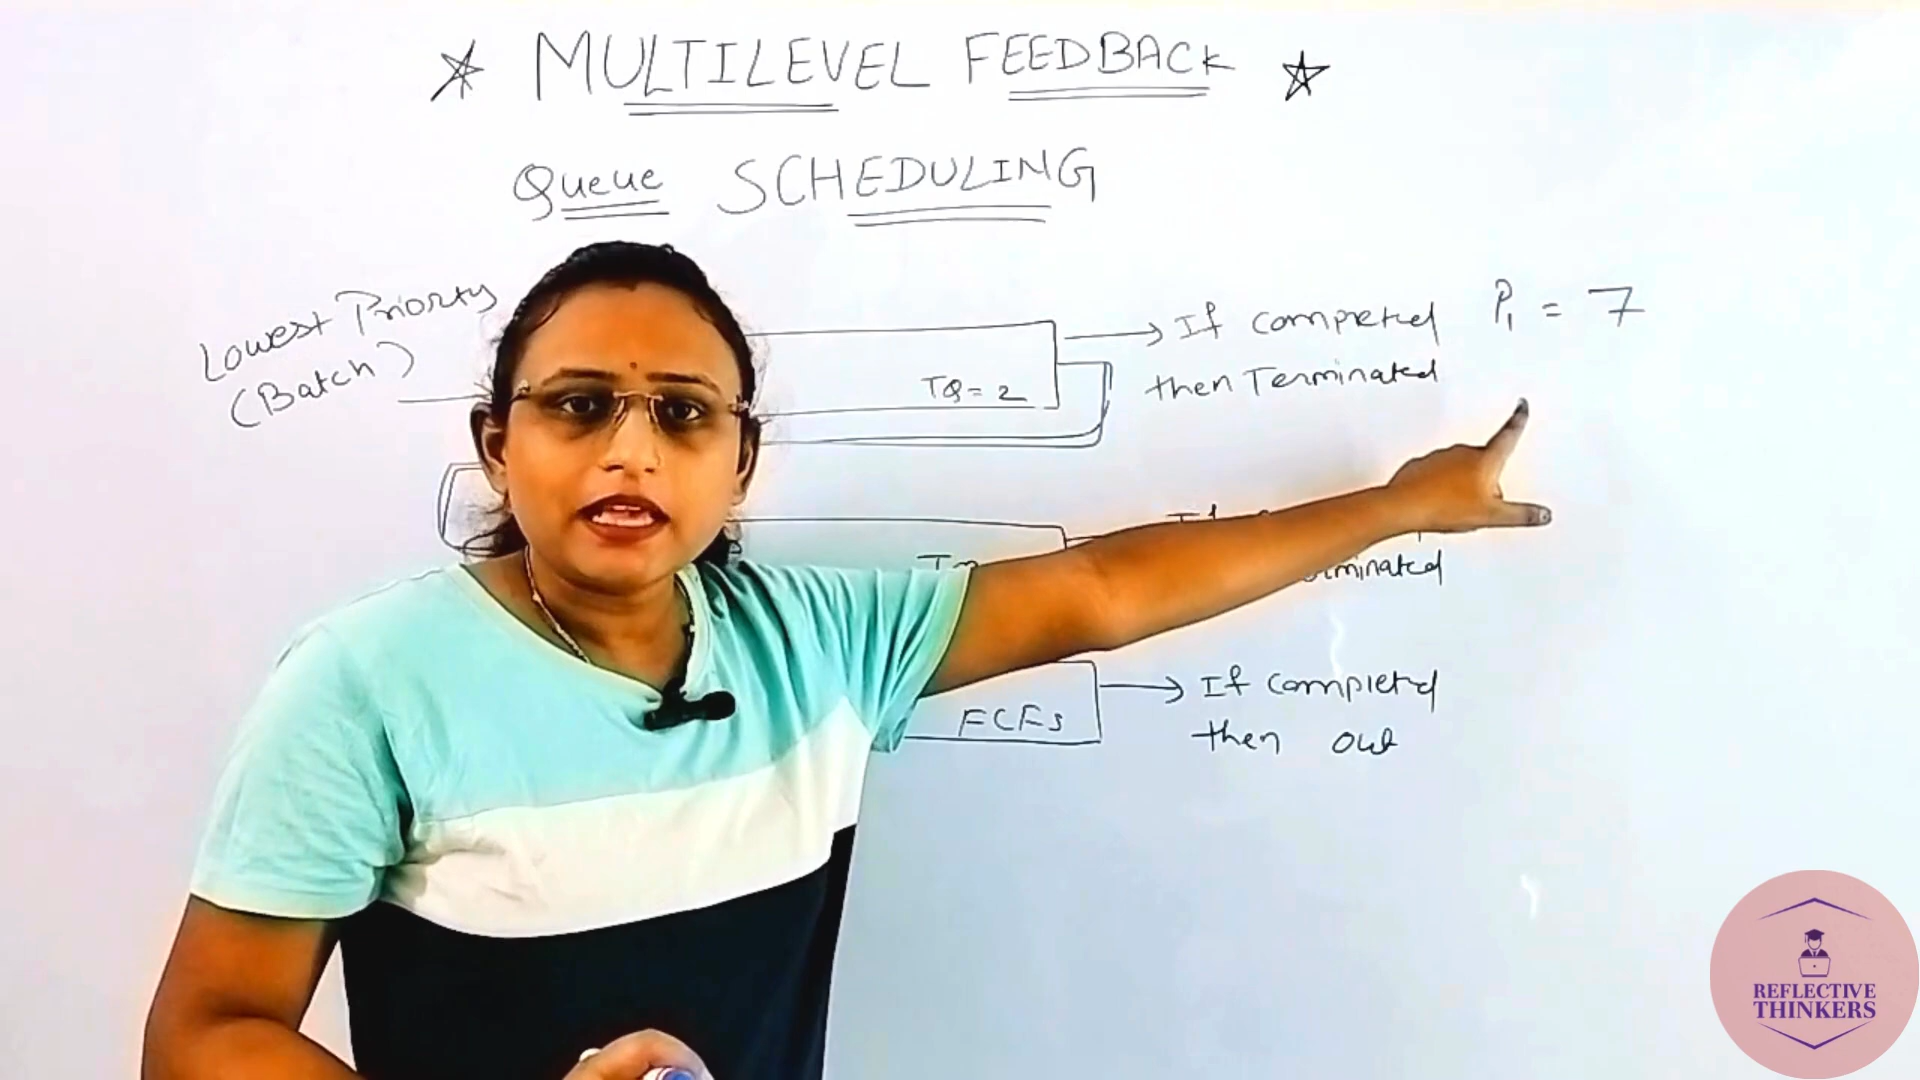 MULTILEVEL FEEDBACK
Queue SCHEDULING
Lowest Priority
(Batch)
TQ = 2
If completed
then Terminated
P1 = 7
FCFS
If completed
then out
REFLECTIVE
THINKERS